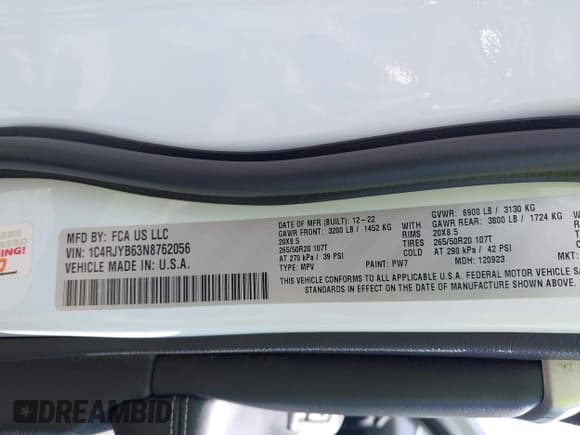 NING!
MFD BY: FCA US LLC
VIN: 1C4RJYB63N8762056
VEHICLE MADE IN U.S.A.
DATE OF MFR (BUILT): 12-22
GAWR FRONT: 3200 LB / 1452 KG
20X8.5 RIMS
265/50R20 107T TIRES
AT 270 kPa / 39 PSI
TYPE: MPV
GVWR: 6900 LB / 3130 KG
GAWR REAR: 3800 LB / 1724 KG WITH
20X8.5 RIMS
265/50R20 107T
AT 290 kPa / 42 PSI COLD
PAINT: PW7
MDH: 120923
MKT:
THIS VEHICLE CONFORMS TO ALL APPLICABLE U.S.A. FEDERAL MOTOR VEHICLE SA
STANDARDS IN EFFECT ON THE DATE OF MANUFACTURE SHOWN ABOVE.
DREAMBID